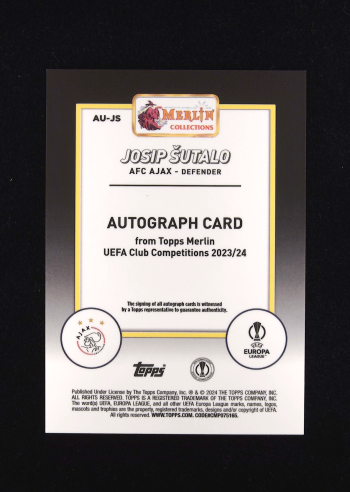 AU-JS
MERLIN
COLLECTIONS
JOSIP ŠUTALO
AFC AJAX - DEFENDER
AUTOGRAPH CARD
from Topps Merlin
UEFA Club Competitions 2023/24
The signing of all autograph cards is witnessed
by a Topps representative to guarantee authenticity.
AJAX
UEFA
EUROPA
LEAGUE
Topps
Published Under License by The Topps Company, Inc. ® & © 2024 THE TOPPS COMPANY, INC.
ALL RIGHTS RESERVED. TOPPS IS A REGISTERED TRADEMARK OF THE TOPPS COMPANY, INC.
The word(s) UEFA, EUROPA LEAGUE, and all other UEFA Europa League marks, names, logos,
mascots and trophies are the property, registered trademarks, designs and/or copyright of UEFA.
All rights reserved. WWW.TOPPS.COM. CODE#CMP075165.